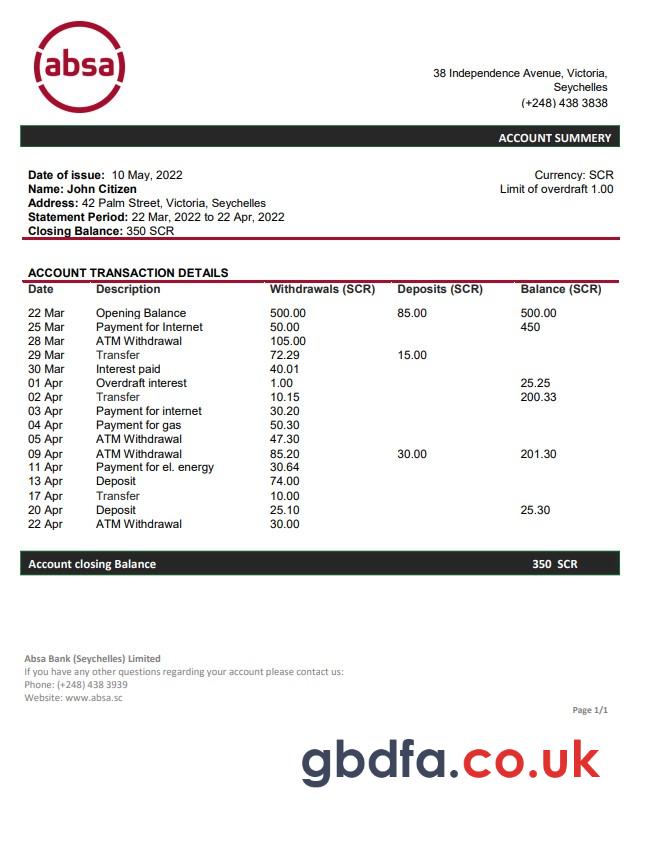 absa
38 Independence Avenue, Victoria,
Seychelles
(+248) 438 3838
ACCOUNT SUMMERY
Date of issue: 10 May, 2022
Currency: SCR
Name: John Citizen
Limit of overdraft 1.00
Address: 42 Palm Street, Victoria, Seychelles
Statement Period: 22 Mar, 2022 to 22 Apr, 2022
Closing Balance: 350 SCR
ACCOUNT TRANSACTION DETAILS
Date Description Withdrawals (SCR) Deposits (SCR) Balance (SCR)
22 Mar Opening Balance 500.00 85.00 500.00
25 Mar Payment for Internet 50.00 450
28 Mar ATM Withdrawal 105.00
29 Mar Transfer 72.29 15.00
30 Mar Interest paid 40.01
01 Apr Overdraft interest 1.00 25.25
02 Apr Transfer 10.15 200.33
03 Apr Payment for internet 30.20
04 Apr Payment for gas 50.30
05 Apr ATM Withdrawal 47.30
09 Apr ATM Withdrawal 85.20 30.00 201.30
11 Apr Payment for el. energy 30.64
13 Apr Deposit 74.00
17 Apr Transfer 10.00
20 Apr Deposit 25.10 25.30
22 Apr ATM Withdrawal 30.00
Account closing Balance 350 SCR
Absa Bank (Seychelles) Limited
If you have any other questions regarding your account please contact us:
Phone: (+248) 438 3939
Website: www.absa.sc
Page 1/1
gbdfa.co.uk